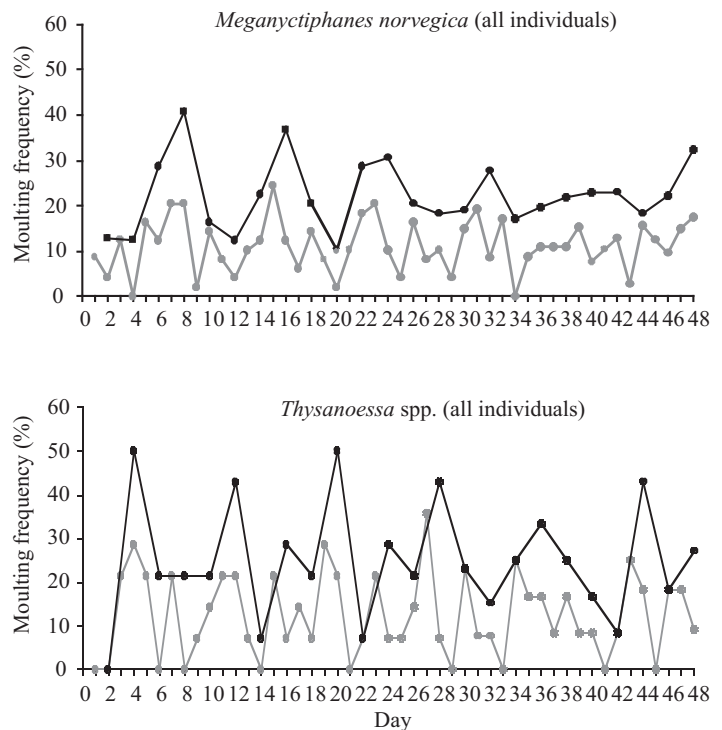 Meganyctiphanes norvegica (all individuals)
Moulting frequency (%)
60
50
40
30
20
10
0
0 2 4 6 8 10 12 14 16 18 20 22 24 26 28 30 32 34 36 38 40 42 44 46 48
Thysanoessa spp. (all individuals)
Moulting frequency (%)
60
50
40
30
20
10
0
0 2 4 6 8 10 12 14 16 18 20 22 24 26 28 30 32 34 36 38 40 42 44 46 48
Day